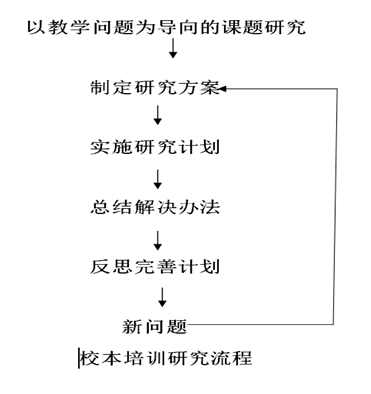 以教学问题为导向的课题研究
制定研究方案
实施研究计划
总结解决办法
反思完善计划
新问题
校本培训研究流程